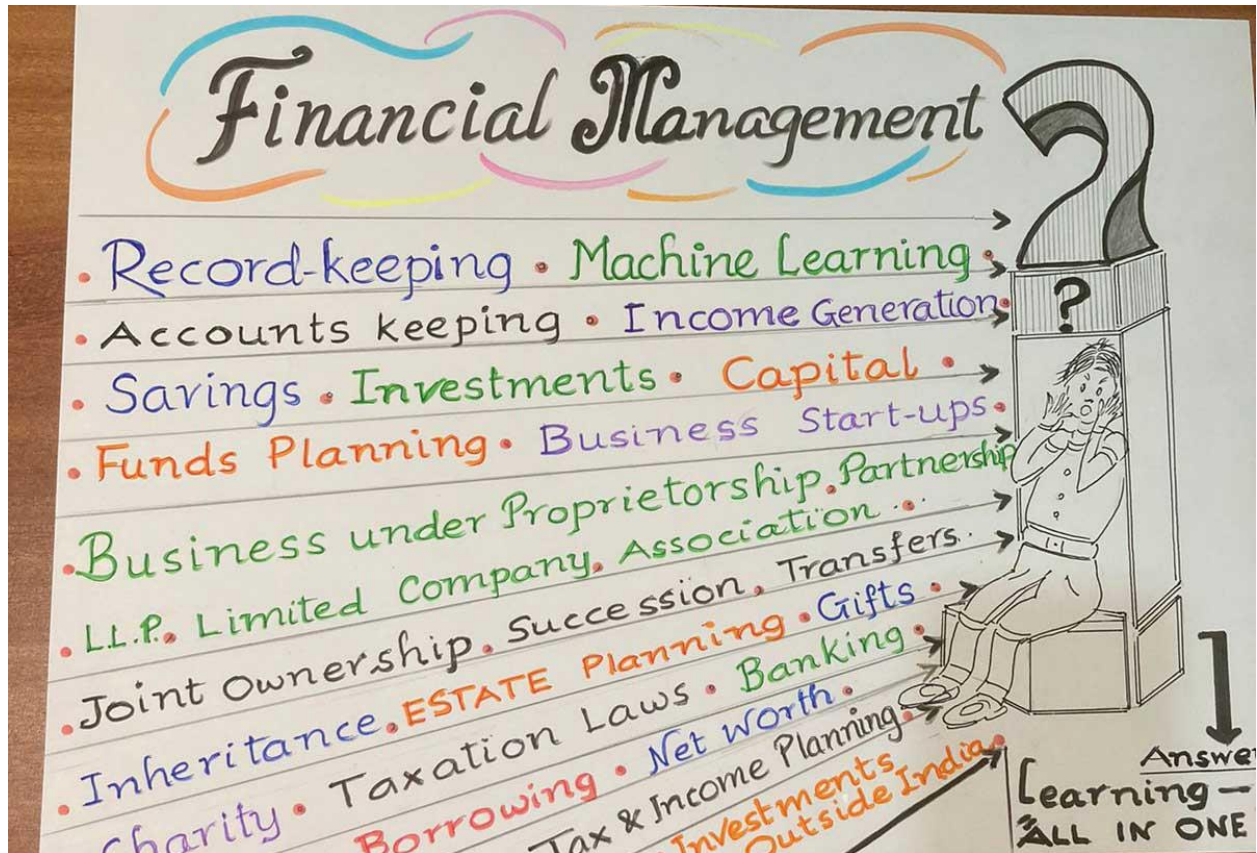 Financial Management
?
• Record-keeping • Machine Learning •
?
• Accounts keeping • Income Generation •
• Savings • Investments • Capital •
• Funds Planning • Business Start-ups •
• Business under Proprietorship • Partnership
• L.L.P. • Limited Company • Association •
• Joint Ownership • Succession • Transfers •
• Inheritance • ESTATE Planning • Gifts •
Charity • Taxation Laws • Banking •
Borrowing • Net Worth •
Tax & Income Planning •
• Investments
Outside India •
Answer
Learning –
ALL IN ONE